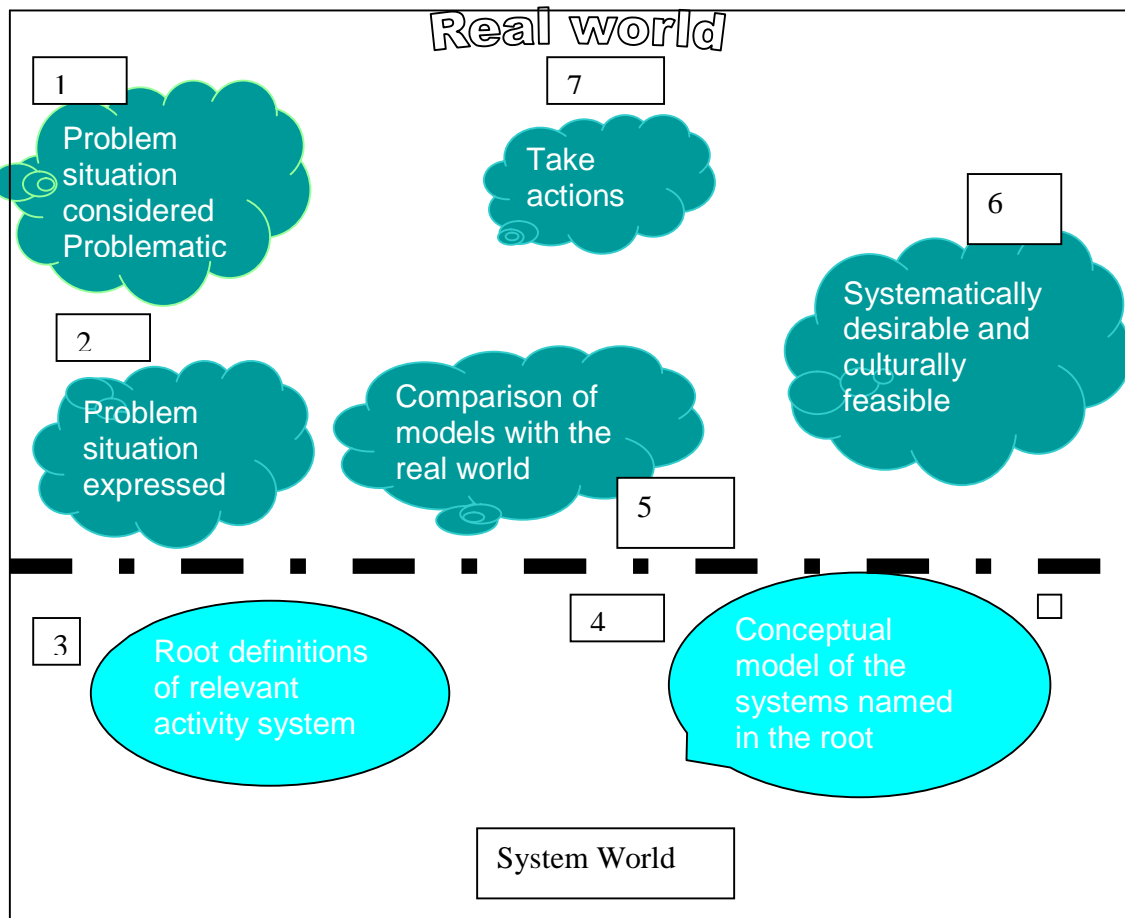 Real world
1
Problem
situation
considered
Problematic
7
Take
actions
6
Systematically
desirable and
culturally
feasible
2
Problem
situation
expressed
Comparison of
models with the
real world
5
3
Root definitions
of relevant
activity system
4
Conceptual
model of the
systems named
in the root
System World